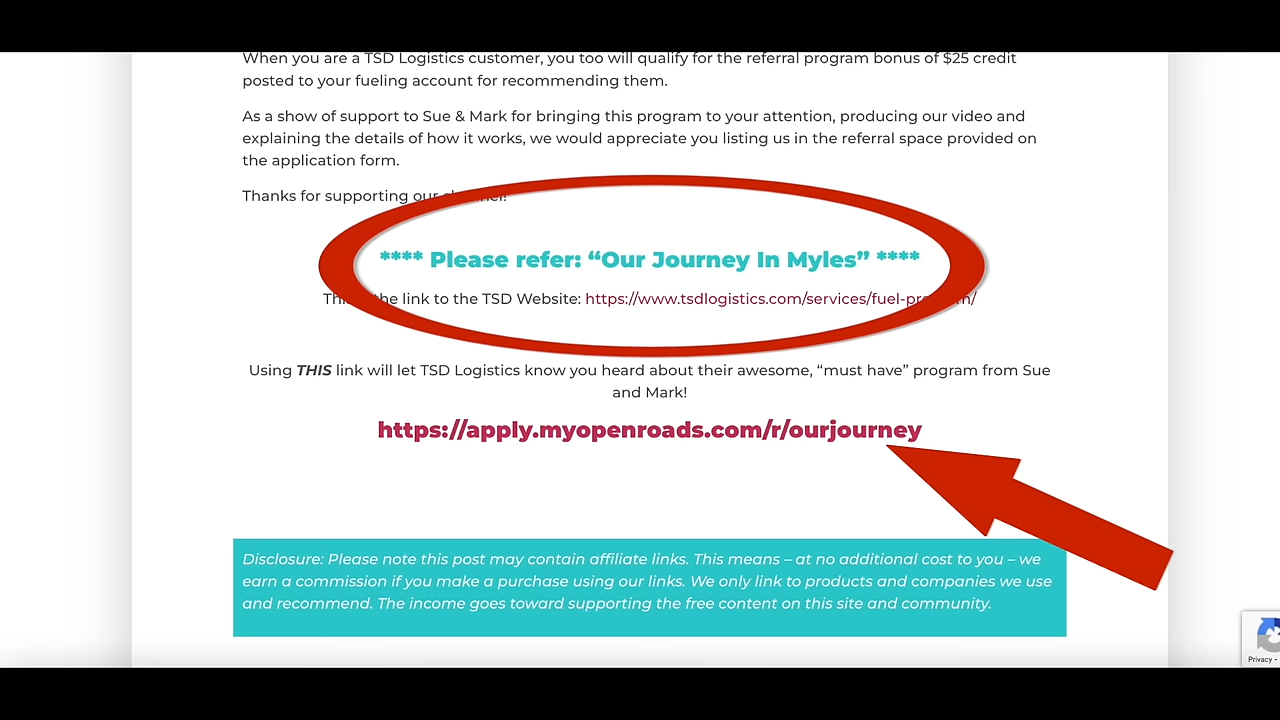 When you are a TSD Logistics customer, you too will qualify for the referral program bonus of $25 credit
posted to your fueling account for recommending them.
As a show of support to Sue & Mark for bringing this program to your attention, producing our video and
explaining the details of how it works, we would appreciate you listing us in the referral space provided on
the application form.
Thanks for supporting our channel!
**** Please refer: “Our Journey In Myles” ****
the link to the TSD Website: https://www.tsdlogistics.com/services/fuel-program/
Using THIS link will let TSD Logistics know you heard about their awesome, “must have” program from Sue
and Mark!
https://apply.myopenroads.com/r/ourjourney
Disclosure: Please note this post may contain affiliate links. This means – at no additional cost to you – we
earn a commission if you make a purchase using our links. We only link to products and companies we use
and recommend. The income goes toward supporting the free content on this site and community.
Privacy -